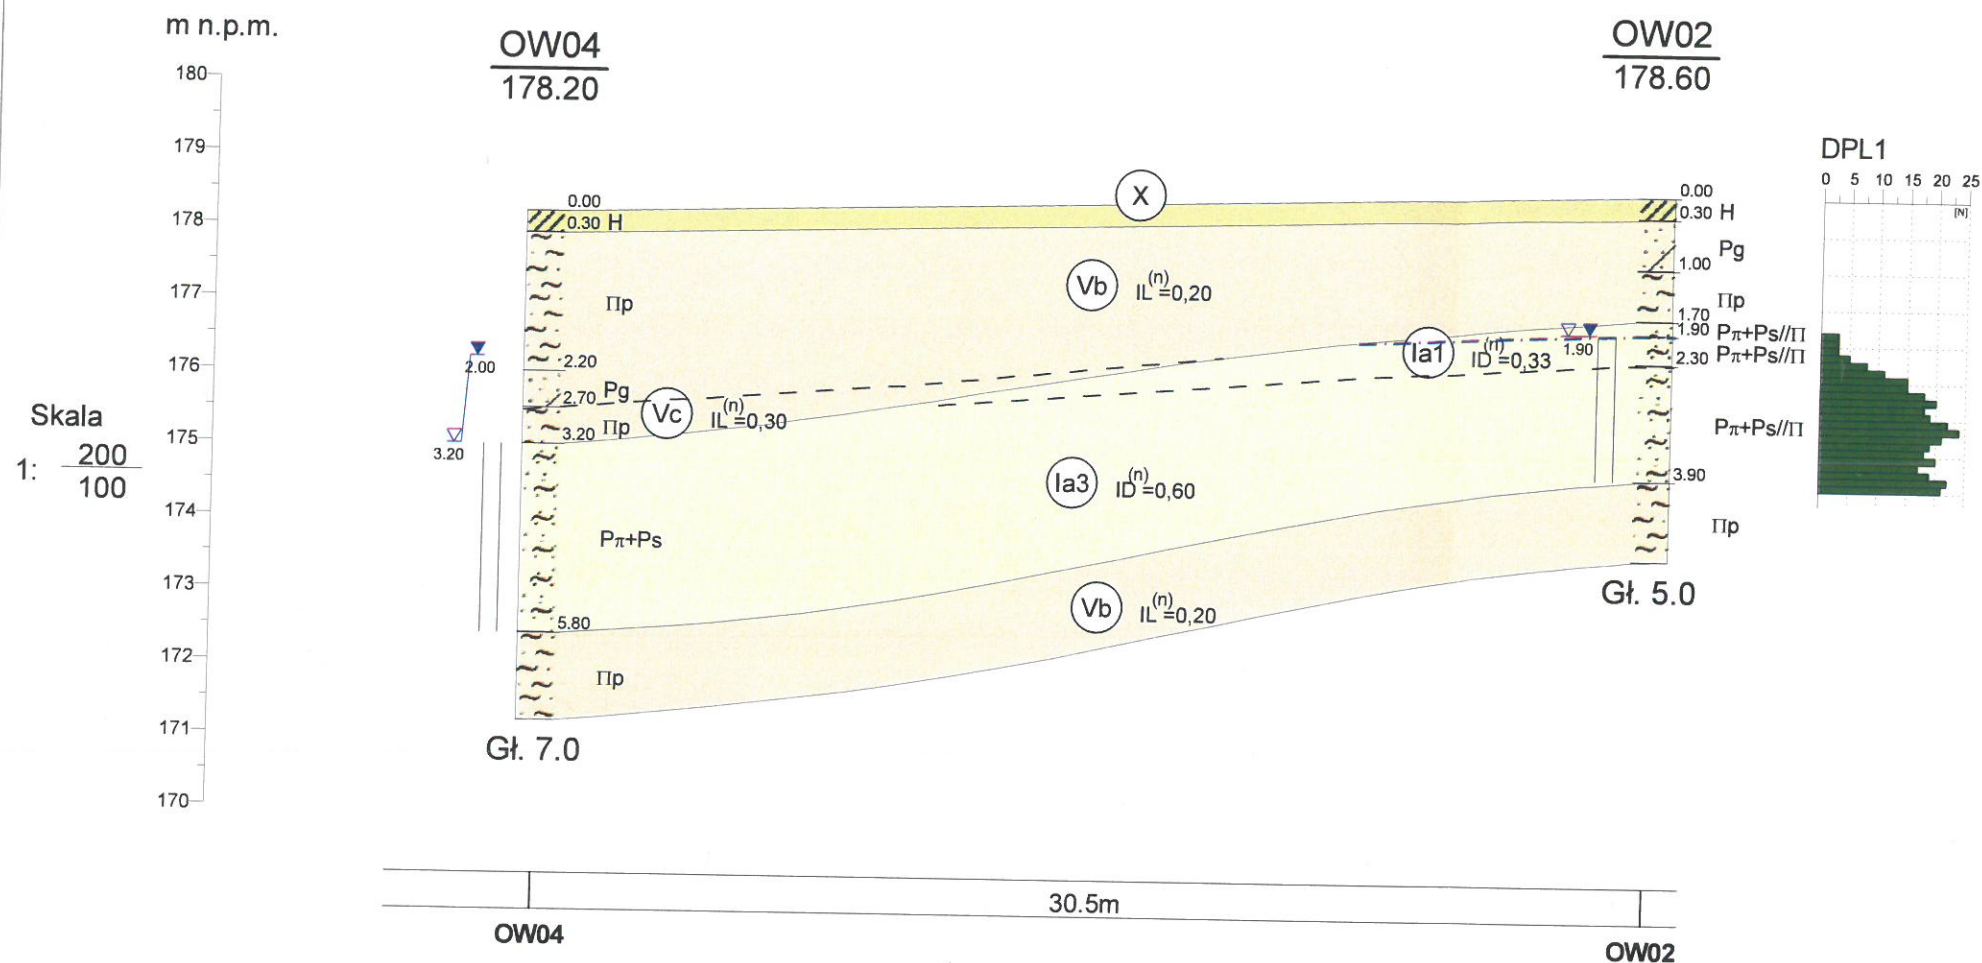 m n.p.m.
OW04
178.20
OW02
178.60
180
179
178
177
176
175
174
173
172
171
170
Skala
1: 200
100
DPL1
0 5 10 15 20 25
[N]
X
0.00
0.30 H
Πp
2.20
Pg
2.70
Πp
3.20
Pπ+Ps
5.80
Πp
Gł. 7.0
2.00
3.20
Vb IL(n)=0,20
Vc IL(n)=0,30
Ia1 ID(n)=0,33
1.90
Ia3 ID(n)=0,60
Vb IL(n)=0,20
0.00
0.30 H
Pg
1.00
Πp
1.70
1.90 Pπ+Ps//Π
2.30 Pπ+Ps//Π
Pπ+Ps//Π
3.90
Πp
Gł. 5.0
30.5m
OW04
OW02